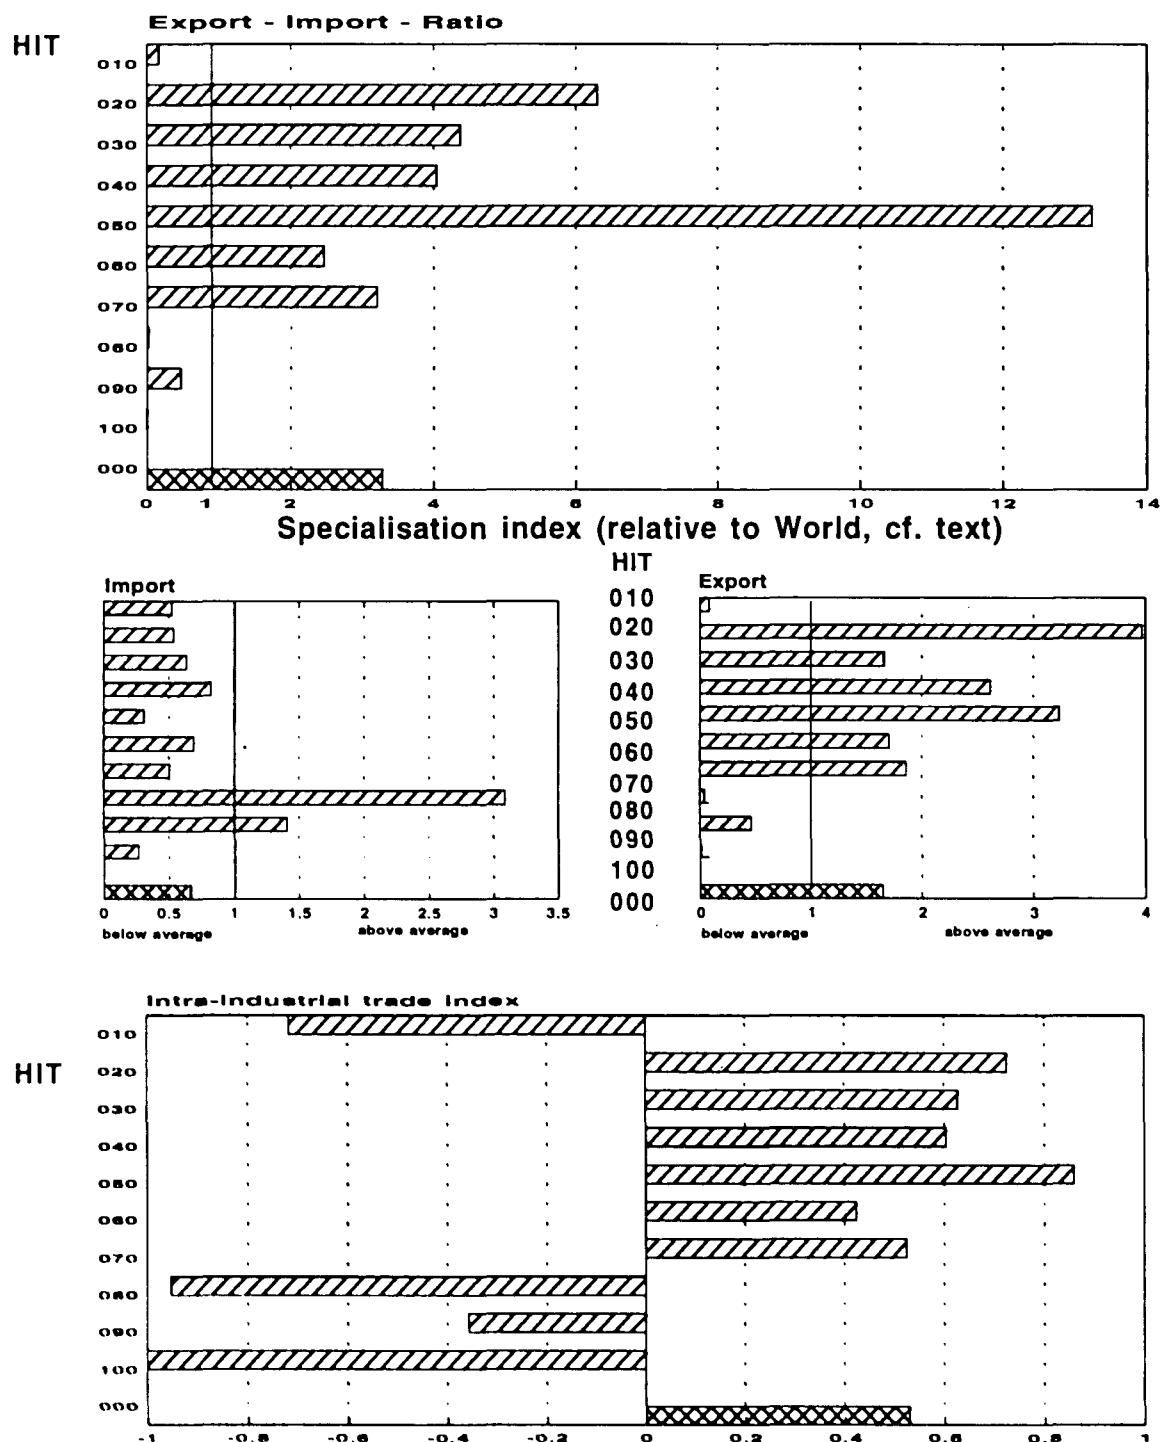 Export - Import - Ratio
HIT
010
020
030
040
050
060
070
080
090
100
000
0 1 2 4 6 8 10 12 14
Specialisation index (relative to World, cf. text)
Import
HIT
Export
010
020
030
040
050
060
070
080
090
100
000
0 0.5 1 1.5 2 2.5 3 3.5
below average above average
0 1 2 3 4
below average above average
Intra-industrial trade index
HIT
010
020
030
040
050
060
070
080
090
100
000
-1 -0.8 -0.6 -0.4 -0.2 0 0.2 0.4 0.6 0.8 1